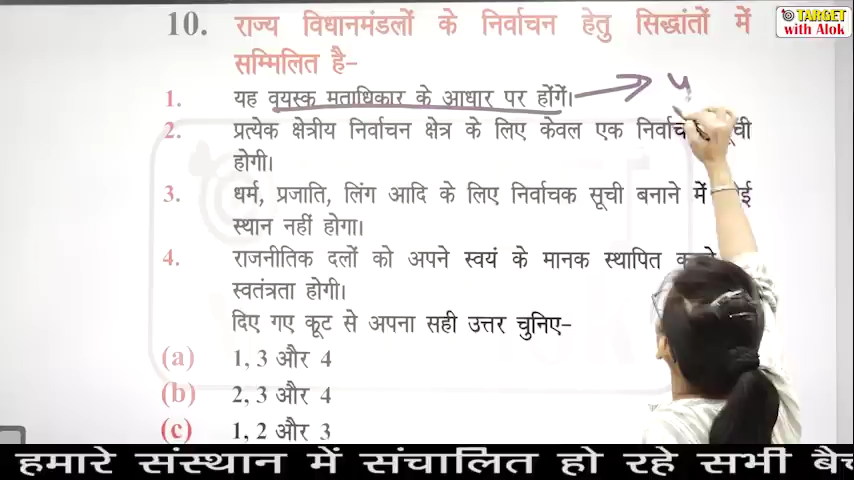 TARGET
with Alok
10. राज्य विधानमंडलों के निर्वाचन हेतु सिद्धांतों में
सम्मिलित है-
1. यह वयस्क मताधिकार के आधार पर होंगें।
2. प्रत्येक क्षेत्रीय निर्वाचन क्षेत्र के लिए केवल एक
होगी।
3. धर्म, प्रजाति, लिंग आदि के लिए निर्वाचक सूची बनाने में
स्थान नहीं होगा।
4. राजनीतिक दलों को अपने स्वयं के मानक स्थापित
स्वतंत्रता होगी।
दिए गए कूट से अपना सही उत्तर चुनिए-
(a) 1, 3 और 4
(b) 2, 3 और 4
(c) 1, 2 और 3
हमारे संस्थान में संचालित हो रहे सभी